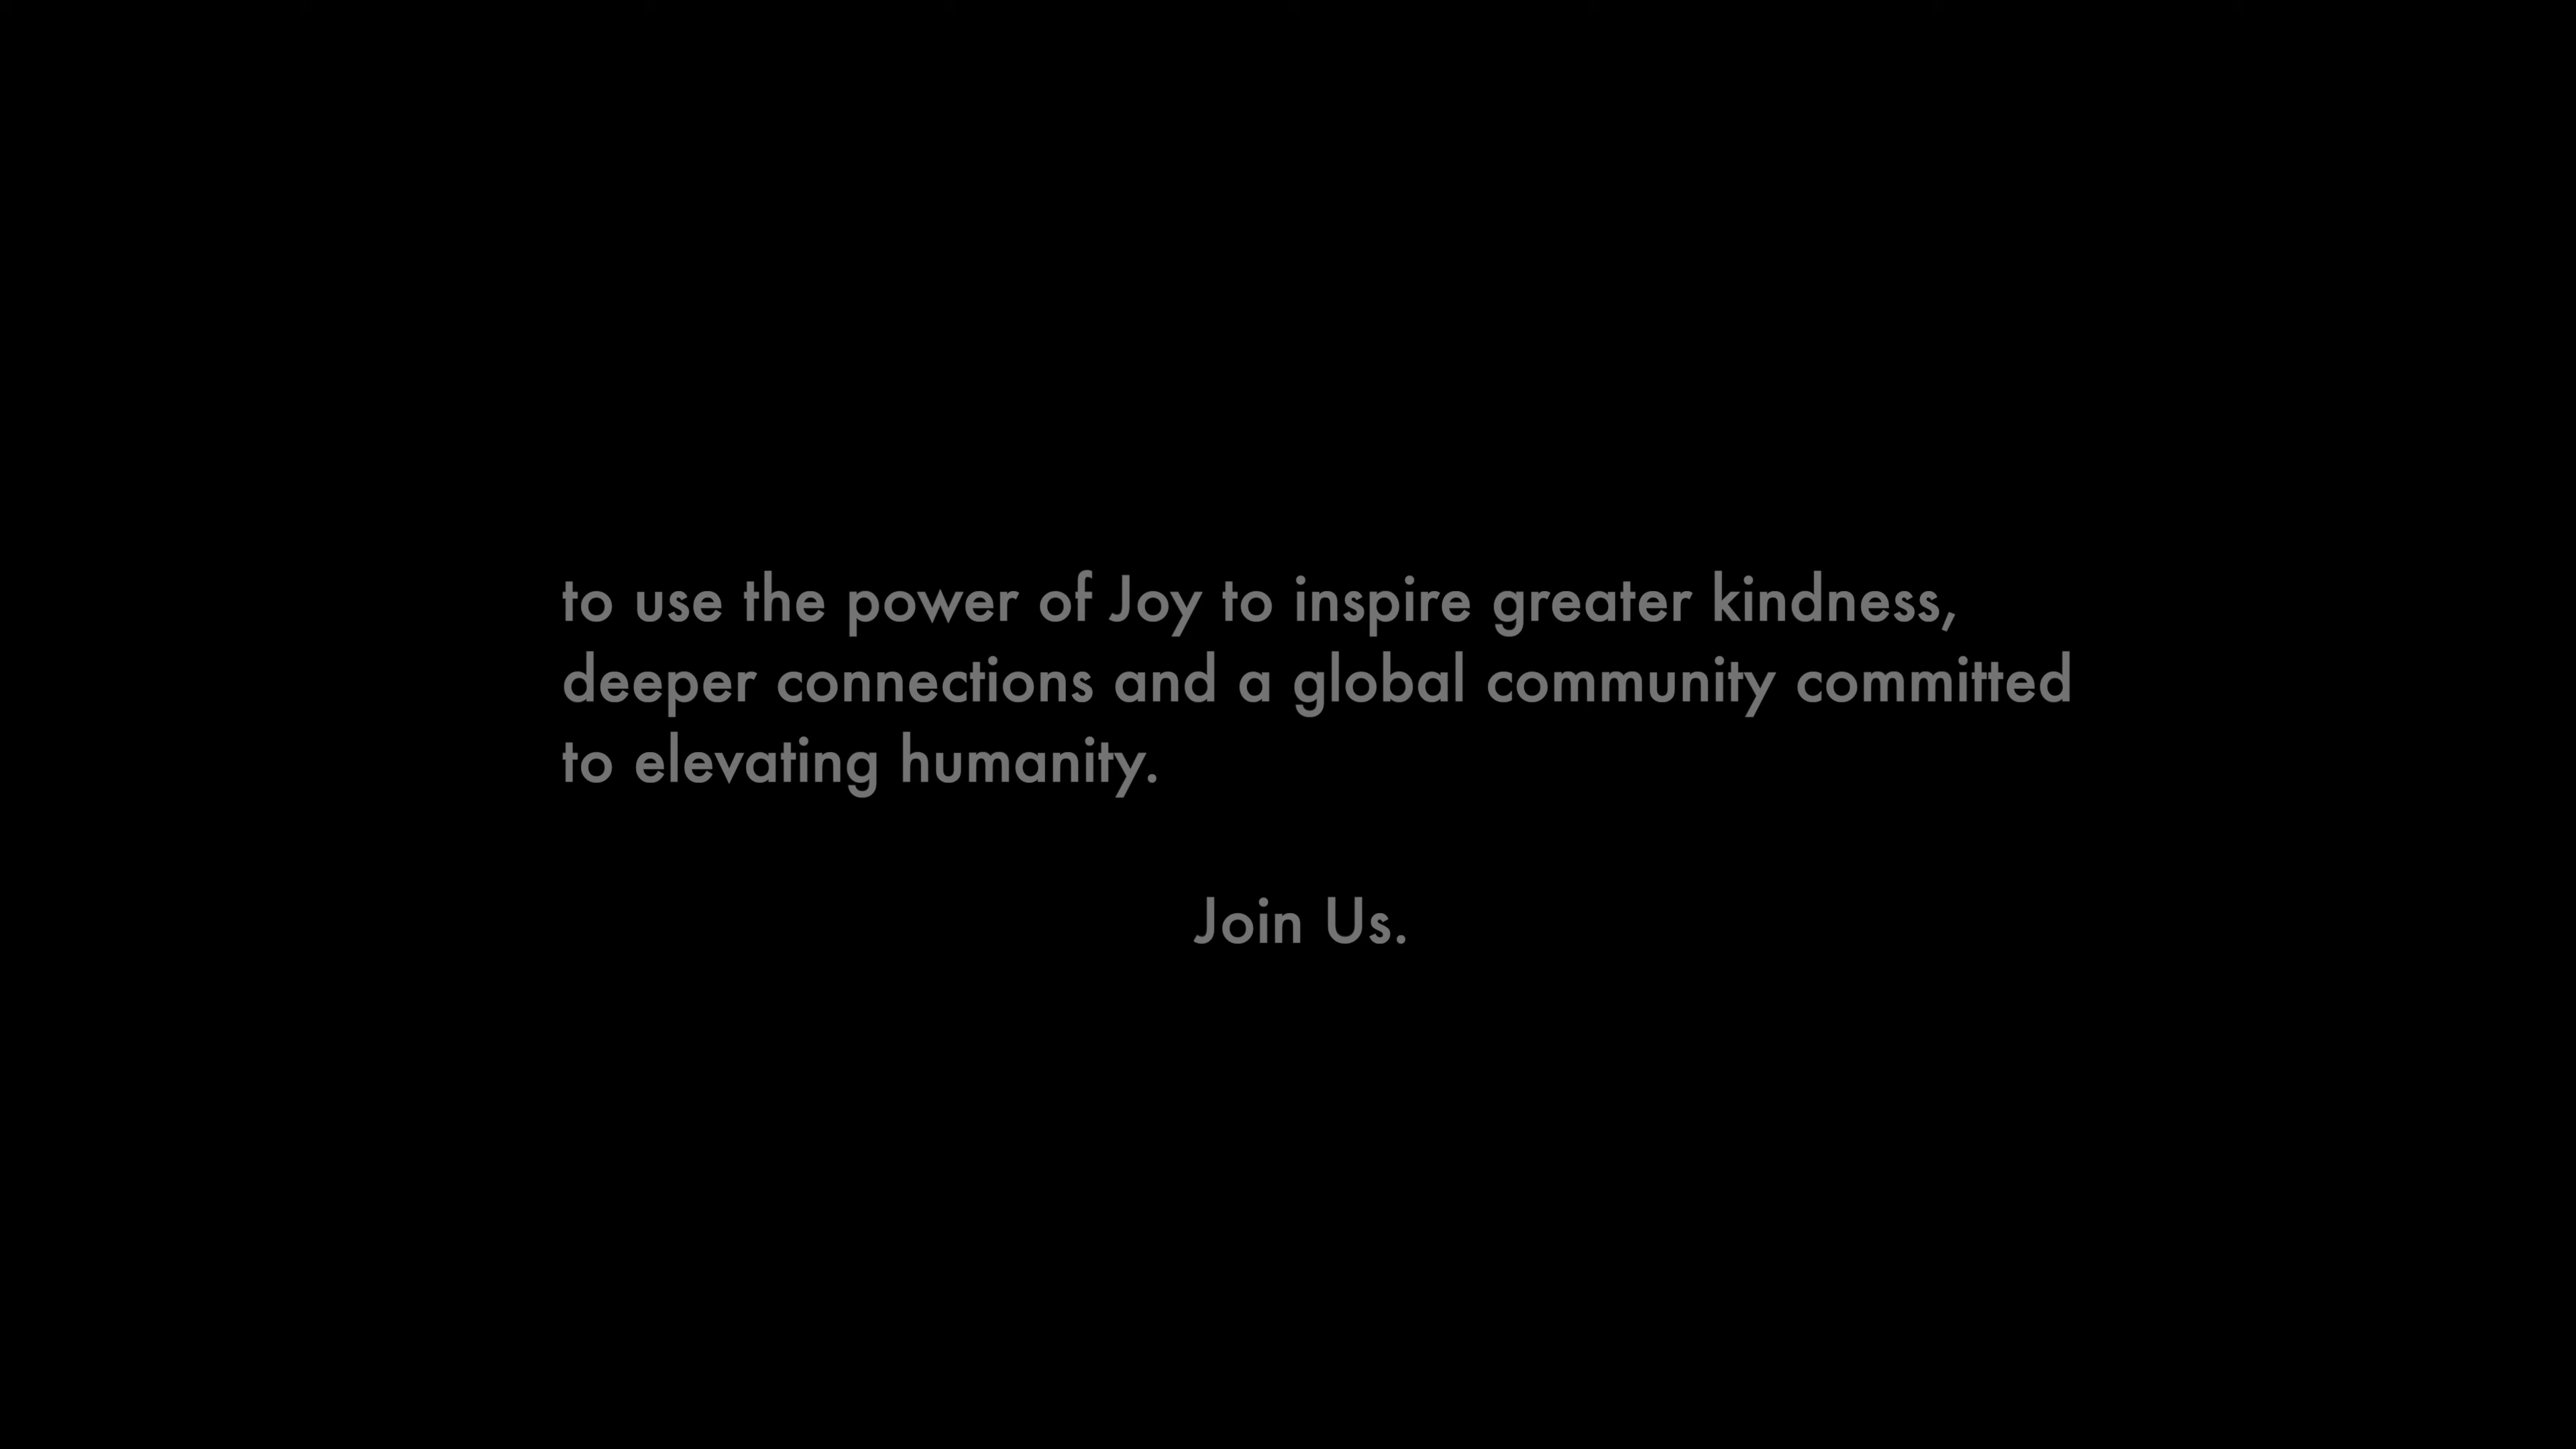 to use the power of Joy to inspire greater kindness,
deeper connections and a global community committed
to elevating humanity.
Join Us.